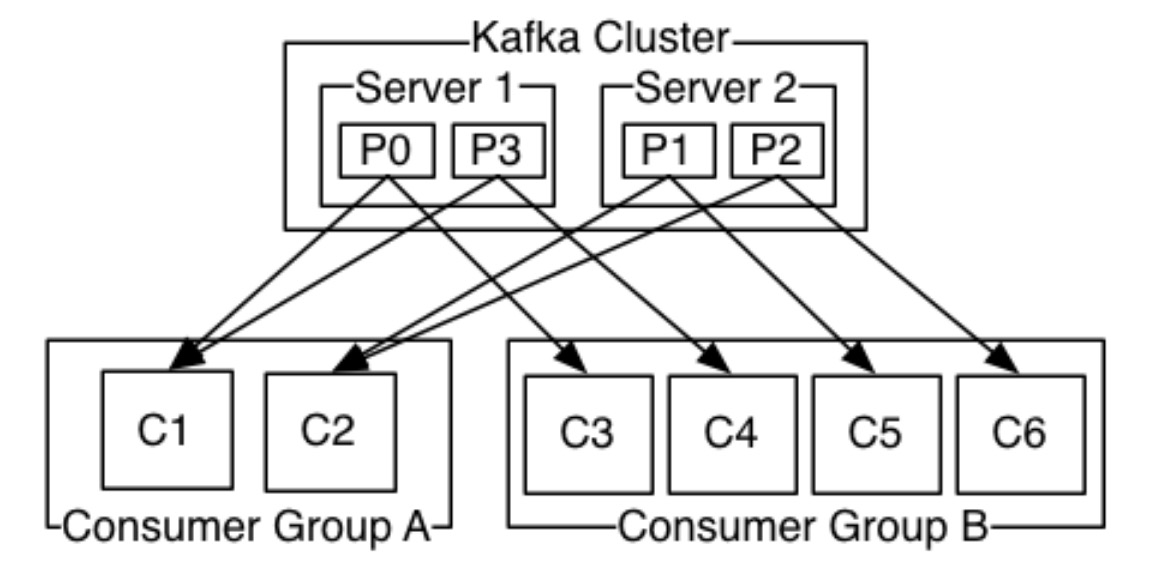 Kafka Cluster
Server 1
Server 2
P0
P3
P1
P2
C1
C2
C3
C4
C5
C6
Consumer Group A
Consumer Group B